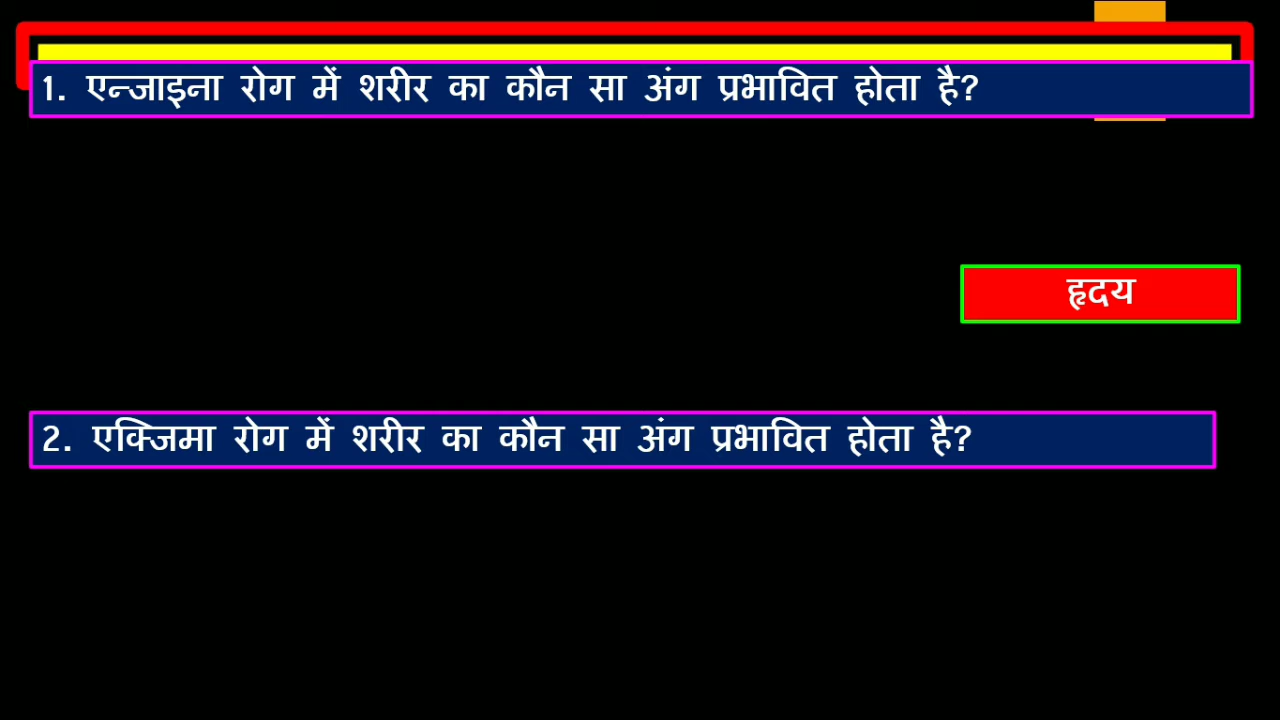 1. एन्जाइना रोग में शरीर का कौन सा अंग प्रभावित होता है?
हृदय
2. एक्जिमा रोग में शरीर का कौन सा अंग प्रभावित होता है?